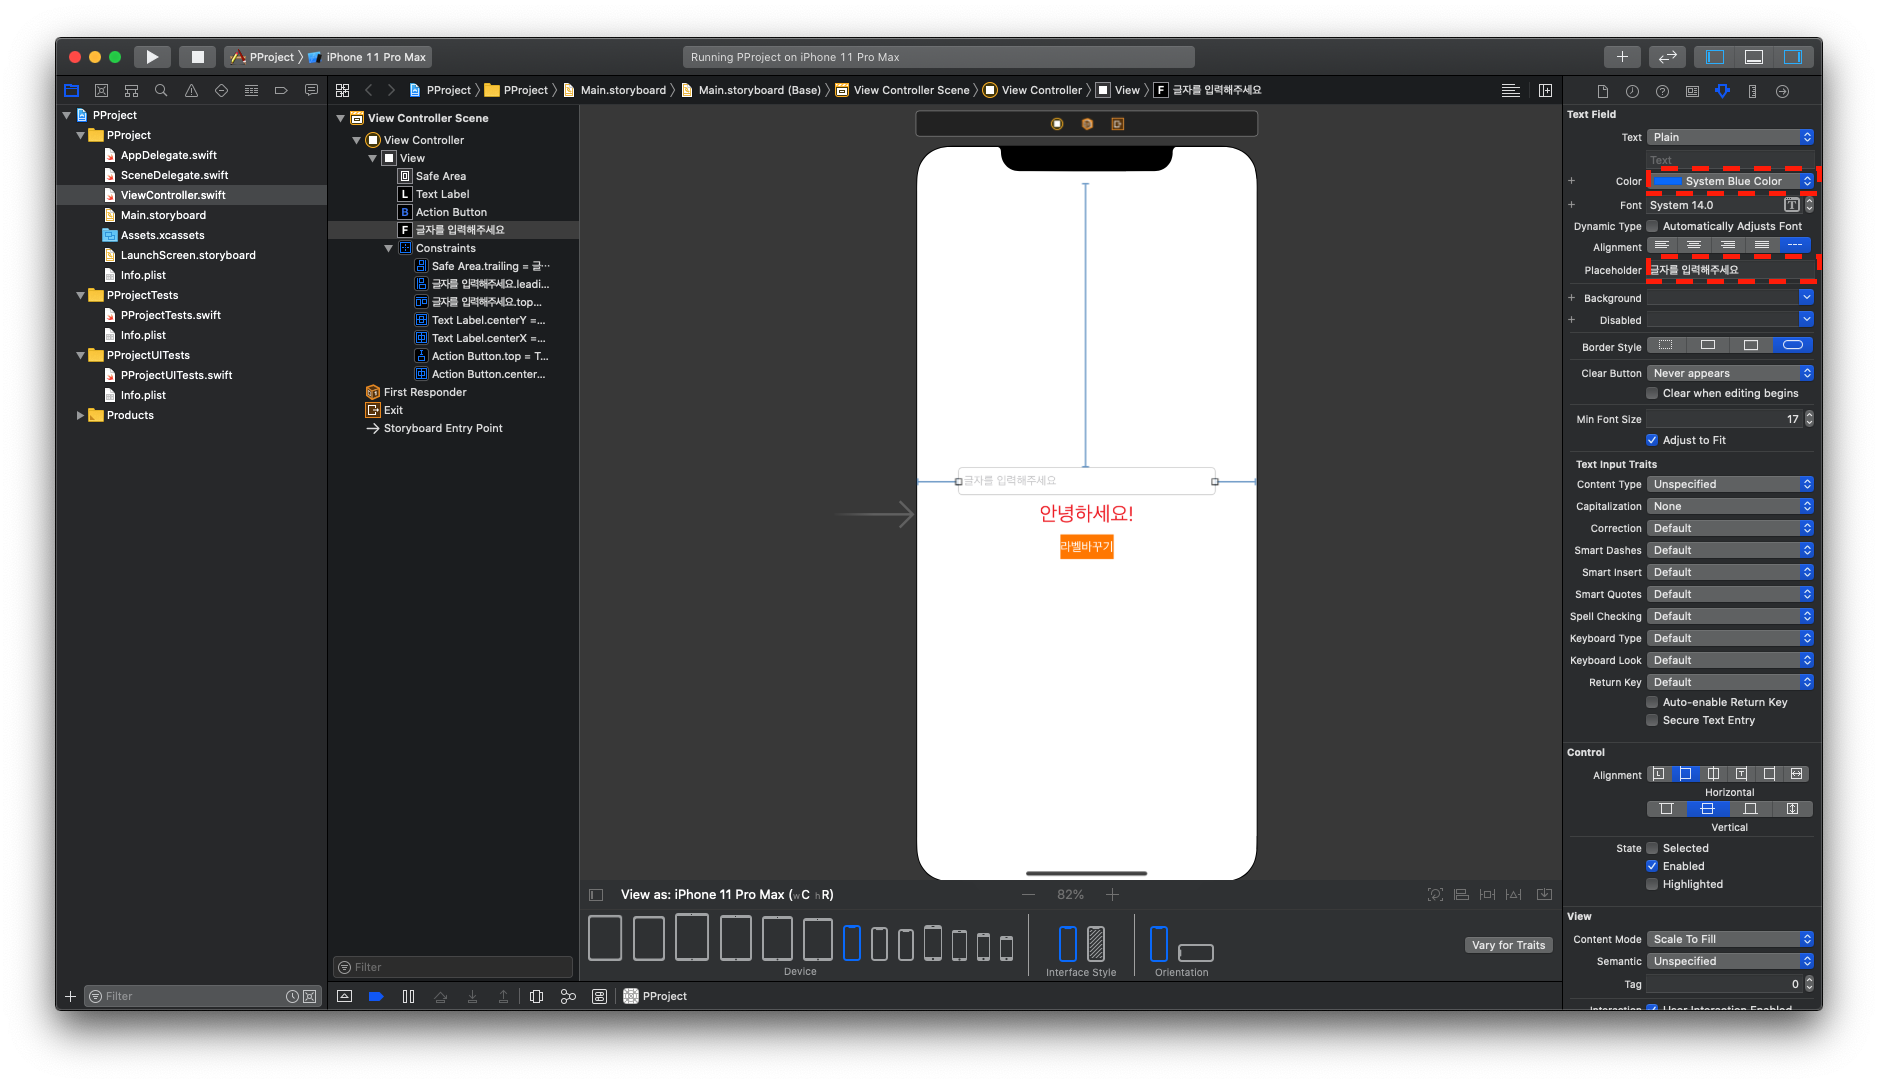 PProject 〉 iPhone 11 Pro Max
Running PProject on iPhone 11 Pro Max
PProject
PProject
AppDelegate.swift
SceneDelegate.swift
ViewController.swift
Main.storyboard
Assets.xcassets
LaunchScreen.storyboard
Info.plist
PProjectTests
PProjectTests.swift
Info.plist
PProjectUITests
PProjectUITests.swift
Info.plist
Products
Filter
PProject 〉 PProject 〉 Main.storyboard 〉 Main.storyboard (Base) 〉 View Controller Scene 〉 View Controller 〉 View 〉 F 글자를 입력해주세요
View Controller Scene
View Controller
View
Safe Area
L Text Label
B Action Button
F 글자를 입력해주세요
Constraints
Safe Area.trailing = 글…
글자를 입력해주세요.leadi...
글자를 입력해주세요.top...
Text Label.centerY =...
Text Label.centerX =...
Action Button.top = T...
Action Button.center...
First Responder
Exit
Storyboard Entry Point
Filter
글자를 입력해주세요
안녕하세요!
라벨바꾸기
View as: iPhone 11 Pro Max (wC hR)
82%
Device
Interface Style
Orientation
Vary for Traits
PProject
Text Field
Text Plain
Text
Color System Blue Color
Font System 14.0
Dynamic Type Automatically Adjusts Font
Alignment
Placeholder 글자를 입력해주세요
Background
Disabled
Border Style
Clear Button Never appears
Clear when editing begins
Min Font Size 17
Adjust to Fit
Text Input Traits
Content Type Unspecified
Capitalization None
Correction Default
Smart Dashes Default
Smart Insert Default
Smart Quotes Default
Spell Checking Default
Keyboard Type Default
Keyboard Look Default
Return Key Default
Auto-enable Return Key
Secure Text Entry
Control
Alignment
Horizontal
Vertical
State Selected
Enabled
Highlighted
View
Content Mode Scale To Fill
Semantic Unspecified
Tag 0
Interaction User Interaction Enabled